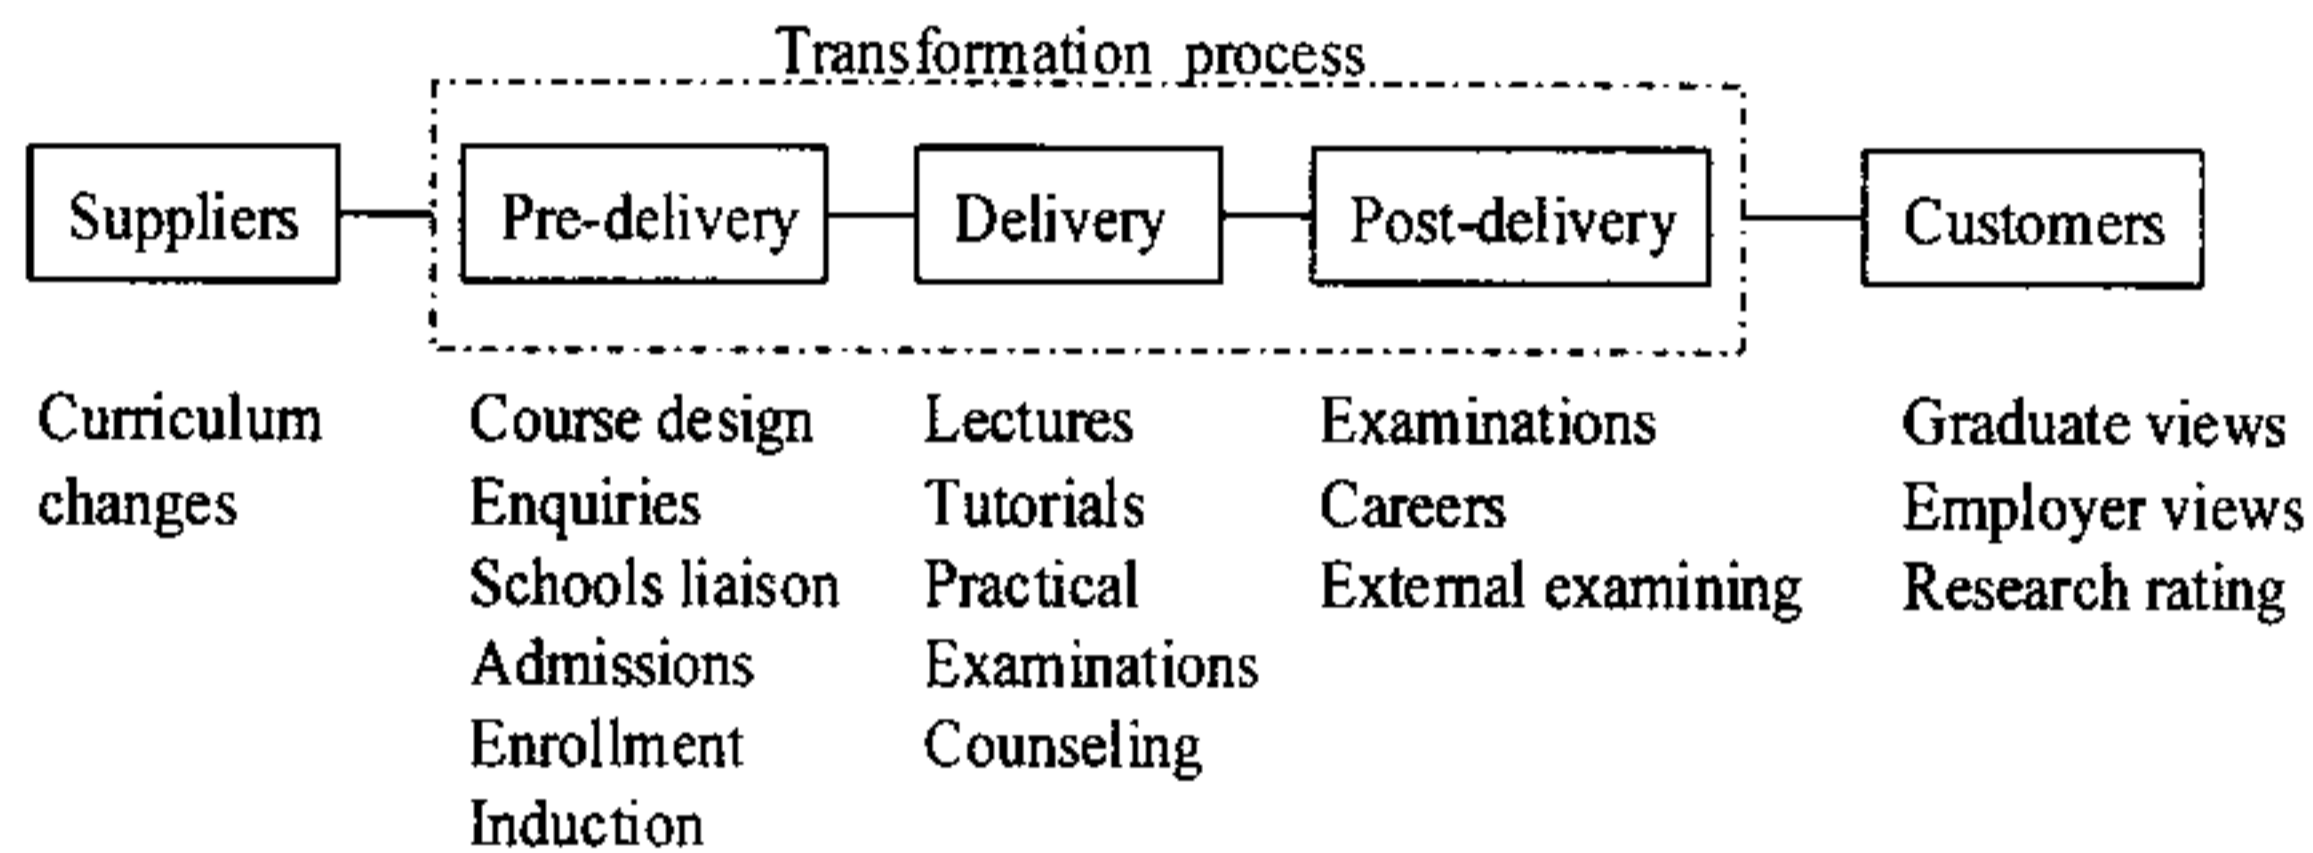 Transformation process
Suppliers
Pre-delivery
Delivery
Post-delivery
Customers
Curriculum
changes
Course design
Enquiries
Schools liaison
Admissions
Enrollment
Induction
Lectures
Tutorials
Practical
Examinations
Counseling
Examinations
Careers
External examining
Graduate views
Employer views
Research rating